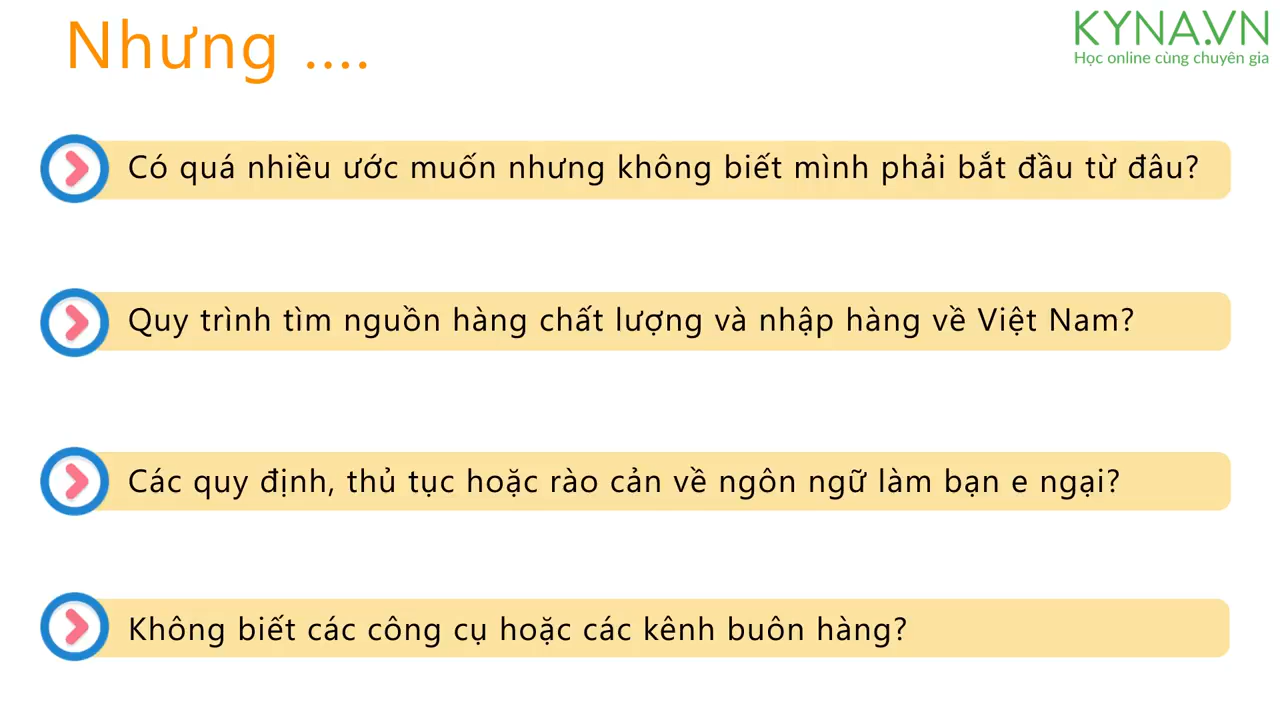 Nhưng ....
KYNA.VN
Học online cùng chuyên gia
Có quá nhiều ước muốn nhưng không biết mình phải bắt đầu từ đâu?
Quy trình tìm nguồn hàng chất lượng và nhập hàng về Việt Nam?
Các quy định, thủ tục hoặc rào cản về ngôn ngữ làm bạn e ngại?
Không biết các công cụ hoặc các kênh buôn hàng?